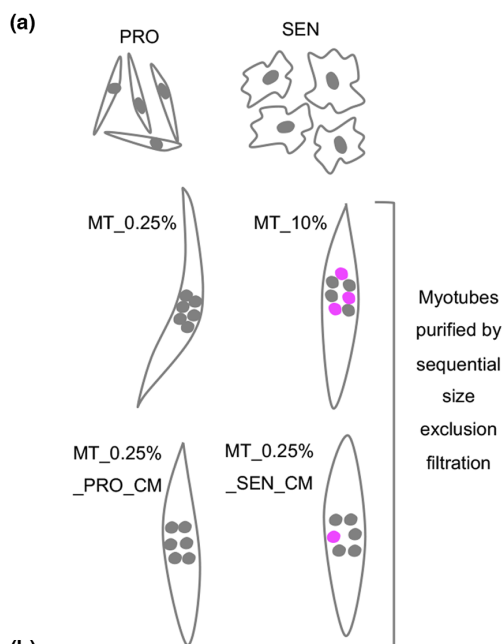 (a)
PRO
SEN
MT_0.25%
MT_10%
Myotubes
purified by
sequential
size
exclusion
filtration
MT_0.25%
_PRO_CM
MT_0.25%
_SEN_CM